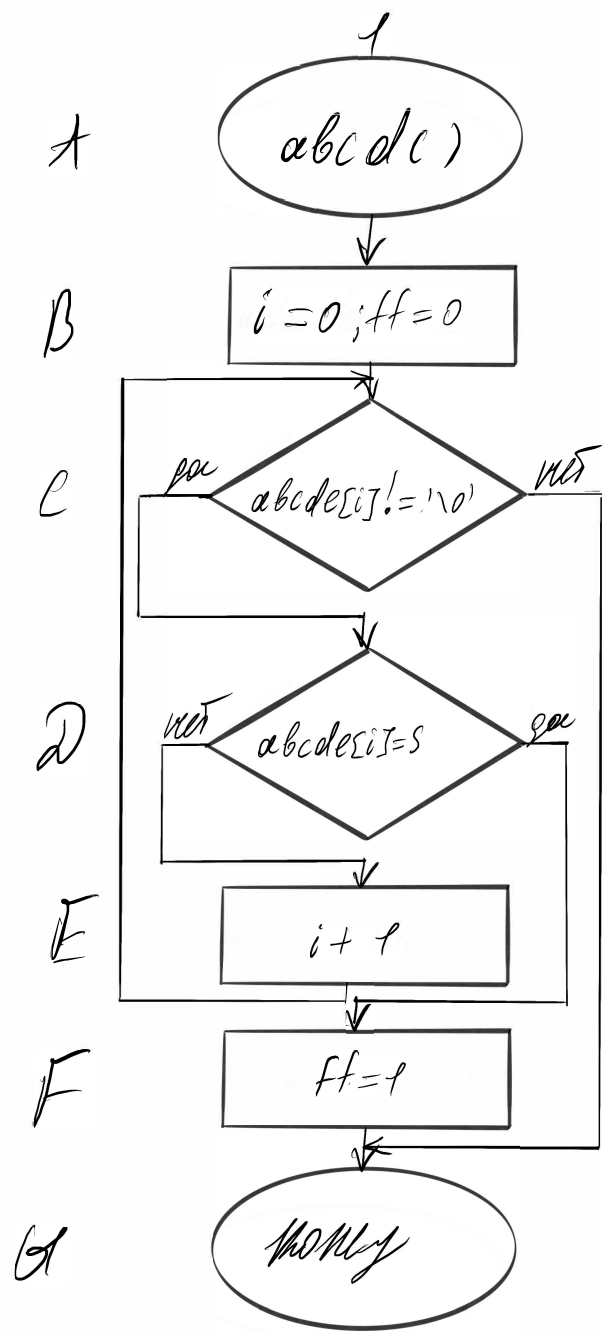 1
A
abcd()
B
i=0;ff=0
C
да
abcde[i]!='\0'
нет
D
нет
abcde[i]=s
да
E
i+1
F
ff=1
G